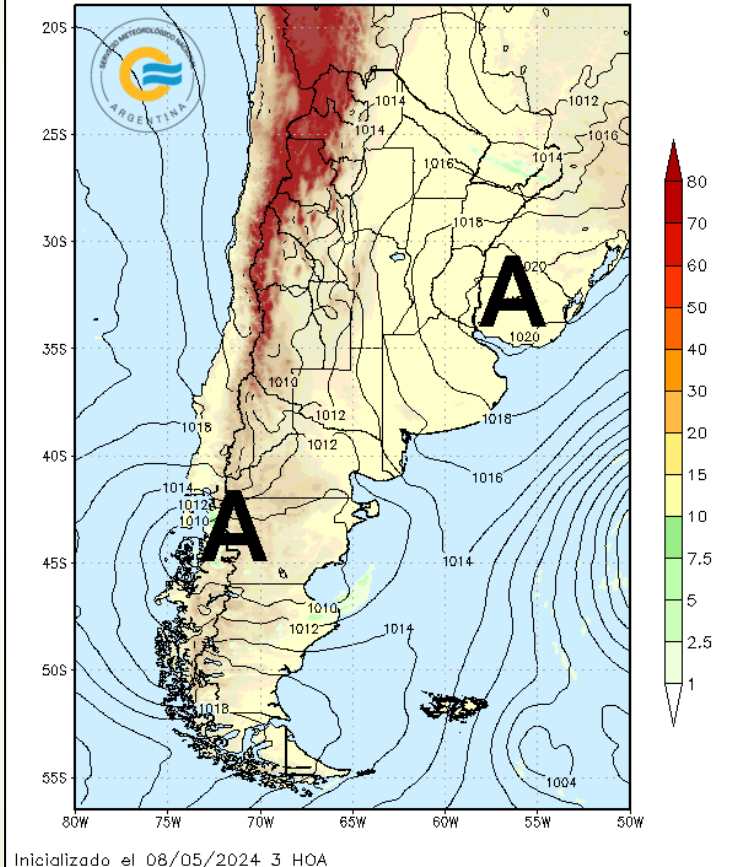 20S
25S
30S
35S
40S
45S
50S
55S
80W
75W
70W
65W
60W
55W
50W
SERVICIO METEOROLÓGICO NACIONAL
ARGENTINA
1014
1014
1012
1016
1014
1016
1018
1020
A
1020
1010
1012
1012
1018
1018
1016
1014
1012
1010
A
1014
1010
1012
1014
1018
1004
80
70
60
50
40
30
20
15
10
7.5
5
2.5
1
Inicializado el 08/05/2024 3 HOA